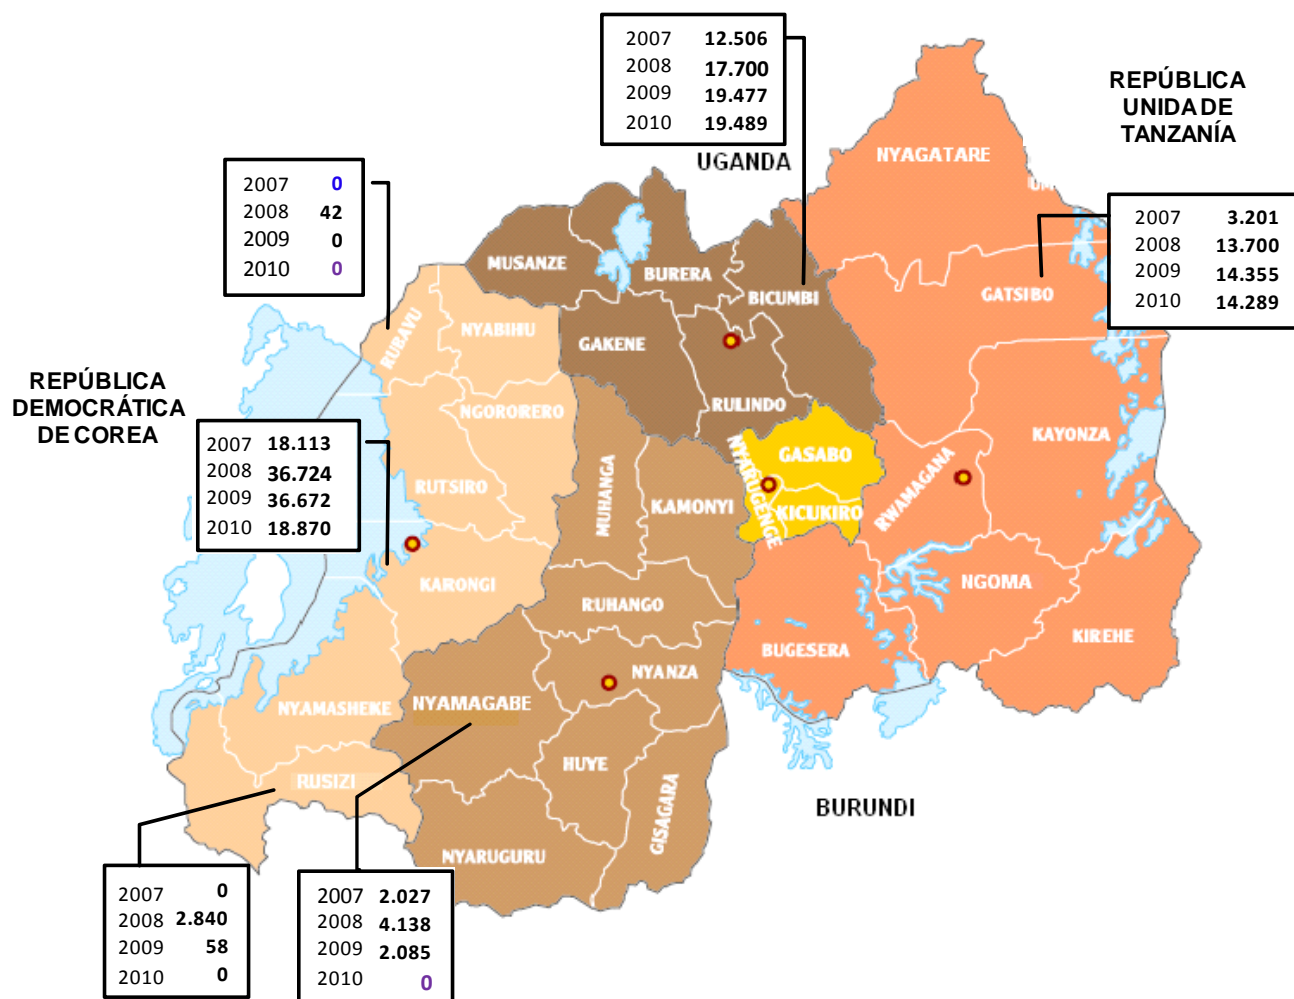 2007 12.506
2008 17.700
2009 19.477
2010 19.489
REPÚBLICA
UNIDA DE
TANZANÍA
UGANDA
NYAGATARE
UM
2007 0
2008 42
2009 0
2010 0
2007 3.201
2008 13.700
2009 14.355
2010 14.289
MUSANZE
BURERA
BICUMBI
GATSIBO
RUBAVU
NYABIHU
GAKENE
REPÚBLICA
DEMOCRÁTICA
DE COREA
NGORORERO
RULINDO
KAYONZA
2007 18.113
2008 36.724
2009 36.672
2010 18.870
RUTSIRO
MUHANGA
KAMONYI
NYARUGENGE
GASABO
KICUKIRO
RWAMAGANA
KARONGI
RUHANGO
NGOMA
BUGESERA
KIREHE
NYANZA
NYAMASHEKE
NYAMAGABE
HUYE
GISAGARA
RUSIZI
BURUNDI
NYARUGURU
2007 0
2008 2.840
2009 58
2010 0
2007 2.027
2008 4.138
2009 2.085
2010 0